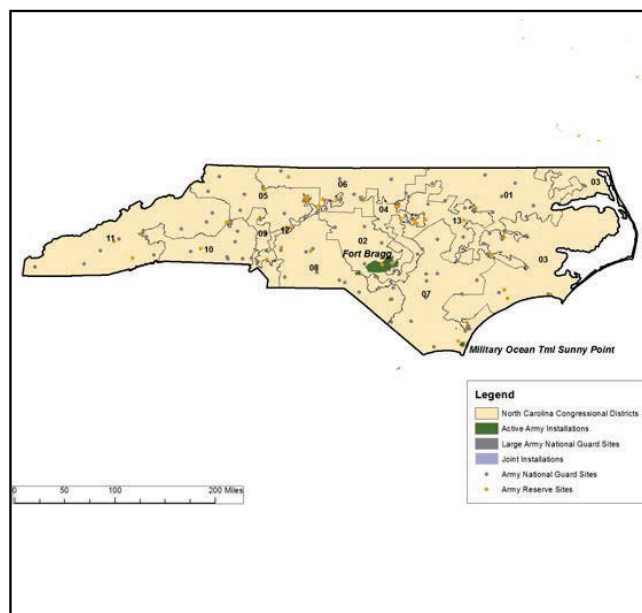 03
06
05
01
04
13
11
09
12
02
10
Fort Bragg
03
08
07
Military Ocean Tml Sunny Point
Legend
North Carolina Congressional Districts
Active Army Installations
Large Army National Guard Sites
Joint Installations
Army National Guard Sites
Army Reserve Sites
0 50 100 200 Miles